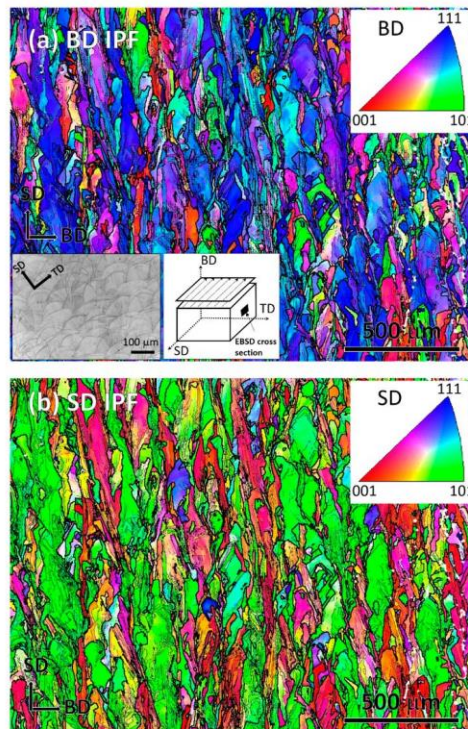 (a) BD IPF
BD
111
001
101
SD
BD
500 μm
SD
TD
100 μm
BD
TD
SD
EBSD cross
section
(b) SD IPF
SD
111
001
101
SD
BD
500 μm